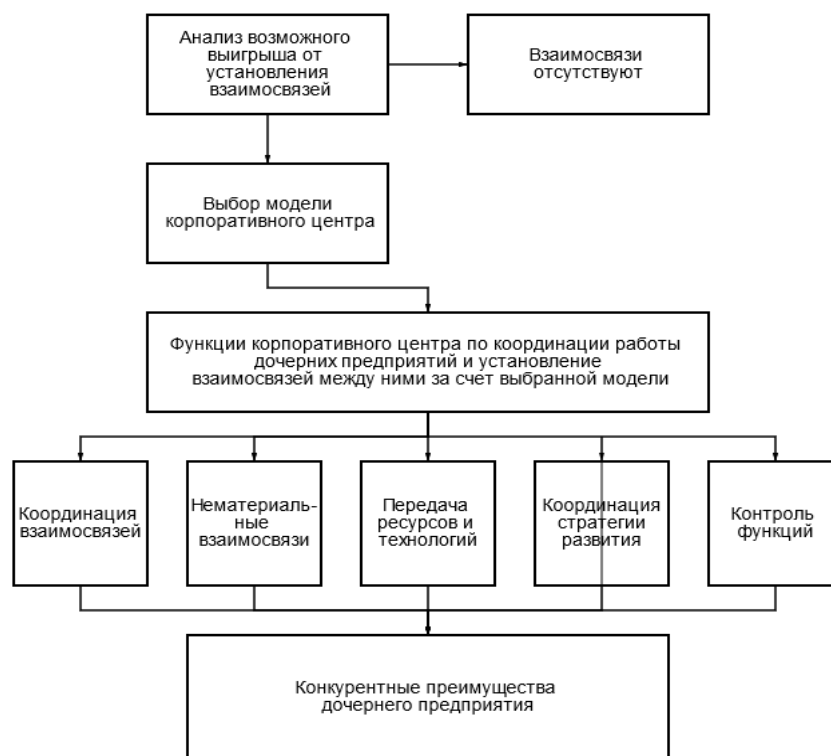 Анализ возможного
выигрыша от
установления
взаимосвязей
Взаимосвязи
отсутствуют
Выбор модели
корпоративного центра
Функции корпоративного центра по координации работы
дочерних предприятий и установление
взаимосвязей между ними за счет выбранной модели
Координация
взаимосвязей
Нематериаль-
ные
взаимосвязи
Передача
ресурсов и
технологий
Координация
стратегии
развития
Контроль
функций
Конкурентные преимущества
дочернего предприятия